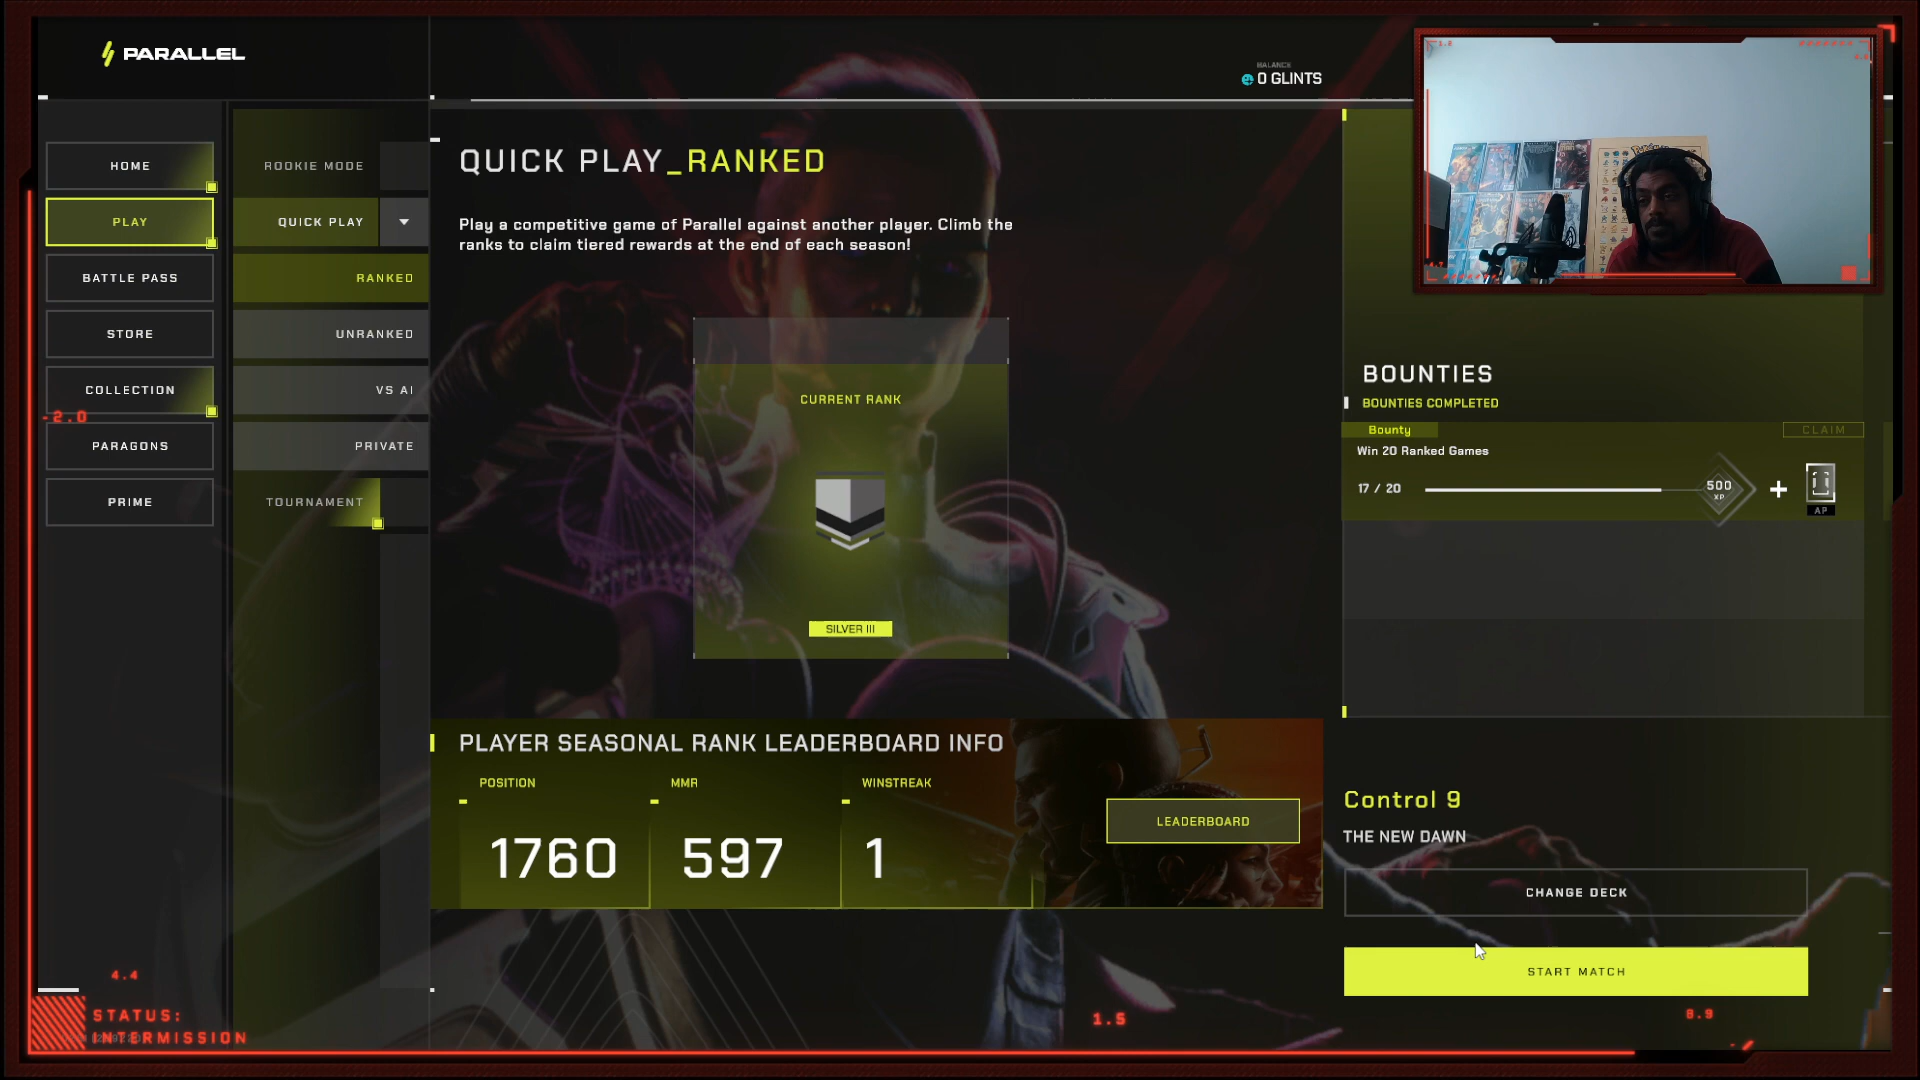 PARALLEL
BALANCE
0 GLINTS
HOME
PLAY
BATTLE PASS
STORE
COLLECTION
-2.0
PARAGONS
PRIME
ROOKIE MODE
QUICK PLAY
RANKED
UNRANKED
VS AI
PRIVATE
TOURNAMENT
QUICK PLAY_RANKED
Play a competitive game of Parallel against another player. Climb the
ranks to claim tiered rewards at the end of each season!
CURRENT RANK
SILVER III
PLAYER SEASONAL RANK LEADERBOARD INFO
POSITION
MMR
WINSTREAK
1760
597
1
LEADERBOARD
BOUNTIES
BOUNTIES COMPLETED
Bounty
CLAIM
Win 20 Ranked Games
17 / 20
500
XP
+
AP
Control 9
THE NEW DAWN
CHANGE DECK
START MATCH
4.4
STATUS:
INTERMISSION
1.5
8.9